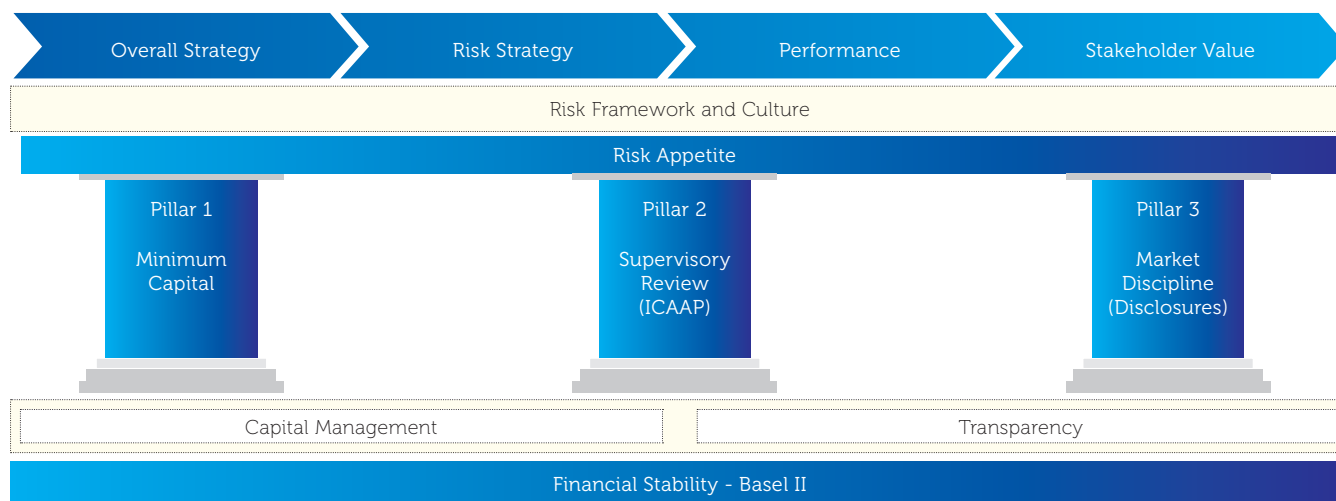 Overall Strategy
Risk Strategy
Performance
Stakeholder Value
Risk Framework and Culture
Risk Appetite
Pillar 1
Minimum
Capital
Pillar 2
Supervisory
Review
(ICAAP)
Pillar 3
Market
Discipline
(Disclosures)
Capital Management
Transparency
Financial Stability - Basel II